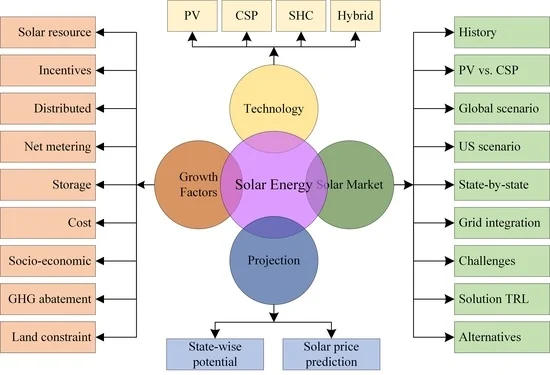 PV
CSP
SHC
Hybrid
Solar resource
Incentives
Distributed
Net metering
Storage
Cost
Socio-economic
GHG abatement
Land constraint
Technology
Growth
Factors
Solar Energy
Solar Market
Projection
State-wise
potential
Solar price
prediction
History
PV vs. CSP
Global scenario
US scenario
State-by-state
Grid integration
Challenges
Solution TRL
Alternatives